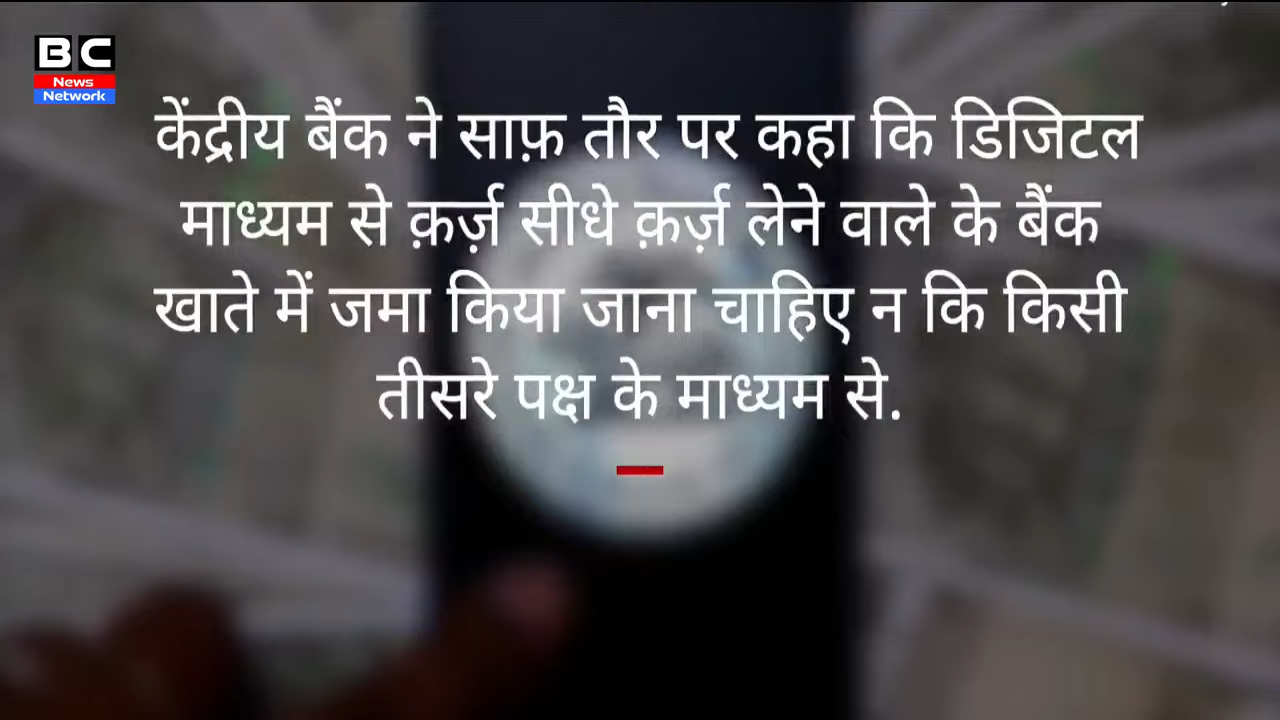 BC
News
Network
केंद्रीय बैंक ने साफ़ तौर पर कहा कि डिजिटल
माध्यम से क़र्ज़ सीधे क़र्ज़ लेने वाले के बैंक
खाते में जमा किया जाना चाहिए न कि किसी
तीसरे पक्ष के माध्यम से.